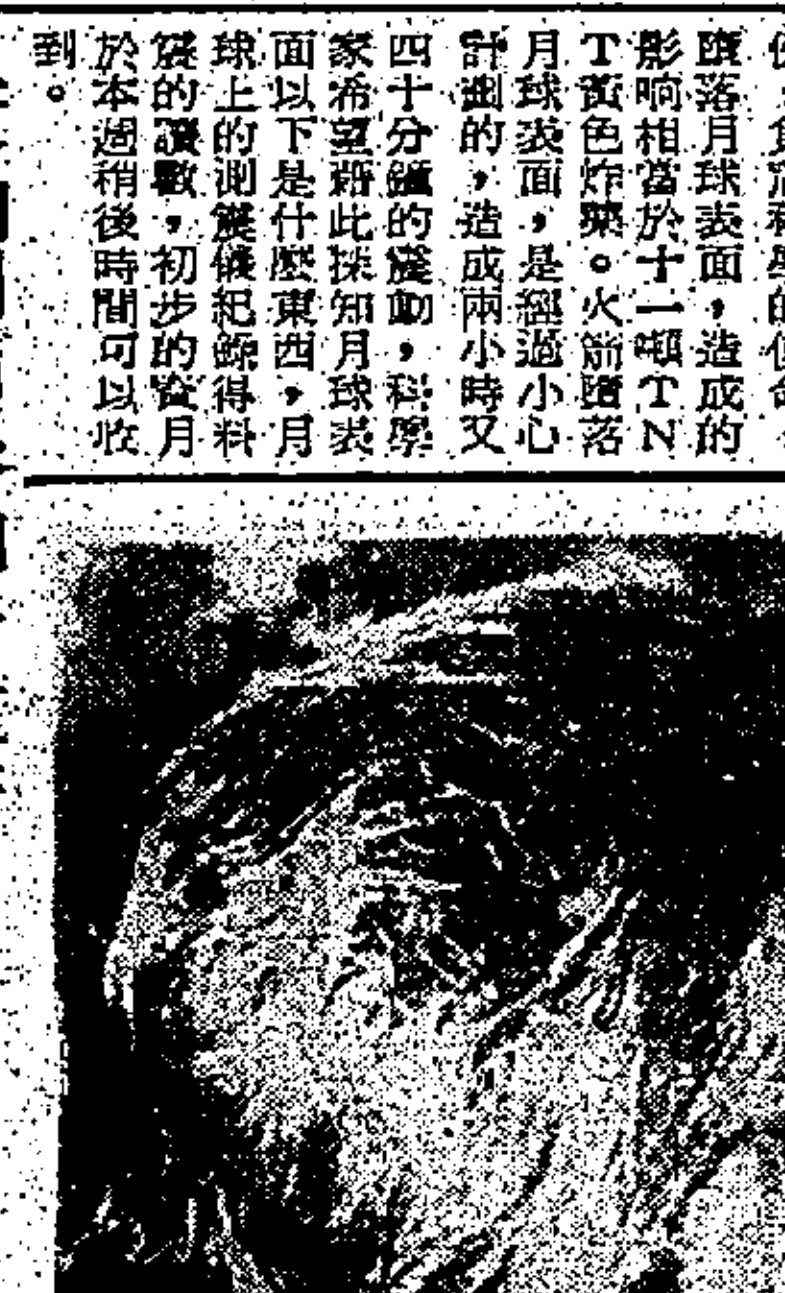 墮落月球表面，造成的
影响相當於十一噸TN
T黃色炸藥。火箭墮落
月球表面，是經過小心
計劃的，造成兩小時又
四十分鐘的震動，科學
家希望藉此探知月球表
面以下是什麼東西，月
球上的測震儀紀錄得料
震的讀數，初步的資月
於本週稍後時間可以收
到。